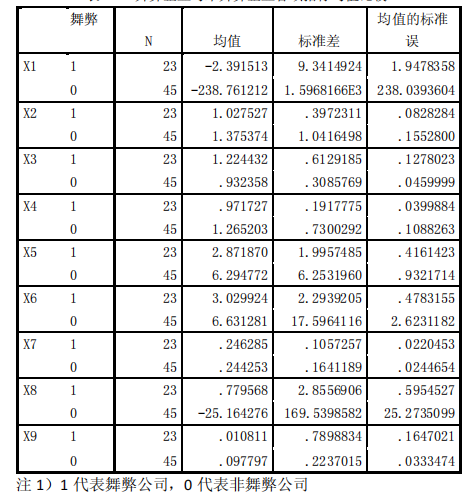 舞弊 N 均值 标准差 均值的标准误
X1 1 23 -2.391513 9.3414924 1.9478358
0 45 -238.761212 1.5968166E3 238.0393604
X2 1 23 1.027527 .3972311 .0828284
0 45 1.375374 1.0416498 .1552800
X3 1 23 1.224432 .6129185 .1278023
0 45 .932358 .3085769 .0459999
X4 1 23 .971727 .1917775 .0399884
0 45 1.265203 .7300292 .1088263
X5 1 23 2.871870 1.9957485 .4161423
0 45 6.294772 6.2531960 .9321714
X6 1 23 3.029924 2.2939205 .4783155
0 45 6.631281 17.5964116 2.6231182
X7 1 23 .246285 .1057257 .0220453
0 45 .244253 .1641189 .0244654
X8 1 23 .779568 2.8556906 .5954527
0 45 -25.164276 169.5398582 25.2735099
X9 1 23 .010811 .7898834 .1647021
0 45 .097797 .2237015 .0333474
注 1）1 代表舞弊公司，0 代表非舞弊公司